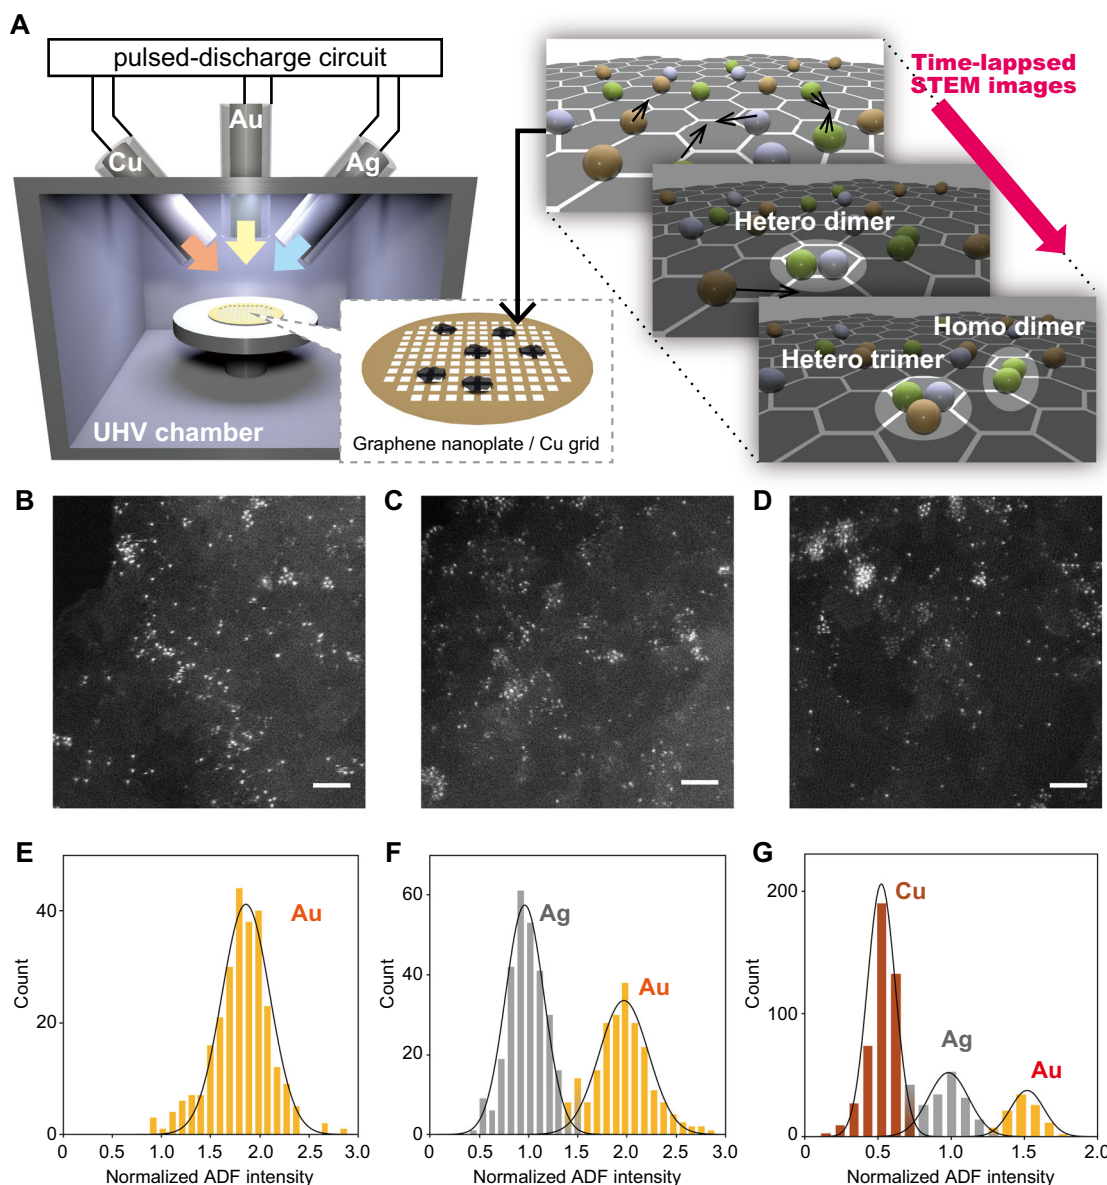 A
pulsed-discharge circuit
Cu
Au
Ag
UHV chamber
Graphene nanoplate / Cu grid
Time-lappsed
STEM images
Hetero dimer
Homo dimer
Hetero trimer
B
C
D
E
Au
Count
40
20
0
0
0.5
1.0
1.5
2.0
2.5
3.0
Normalized ADF intensity
F
Ag
Au
Count
60
40
20
0
0
0.5
1.0
1.5
2.0
2.5
3.0
Normalized ADF intensity
G
Cu
Ag
Au
Count
200
100
0
0
0.5
1.0
1.5
2.0
Normalized ADF intensity